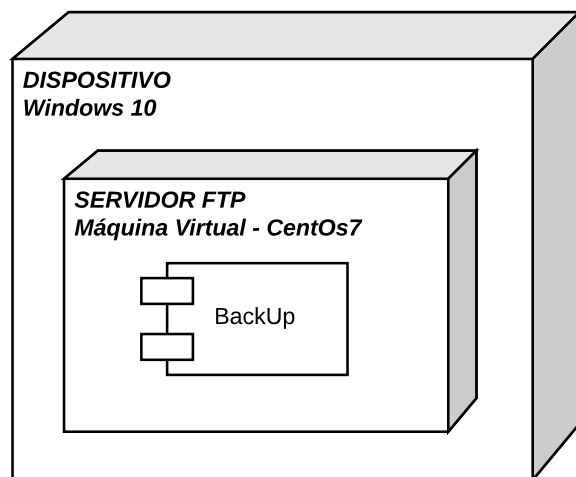 DISPOSITIVO
Windows 10
SERVIDOR FTP
Máquina Virtual - CentOs7
BackUp